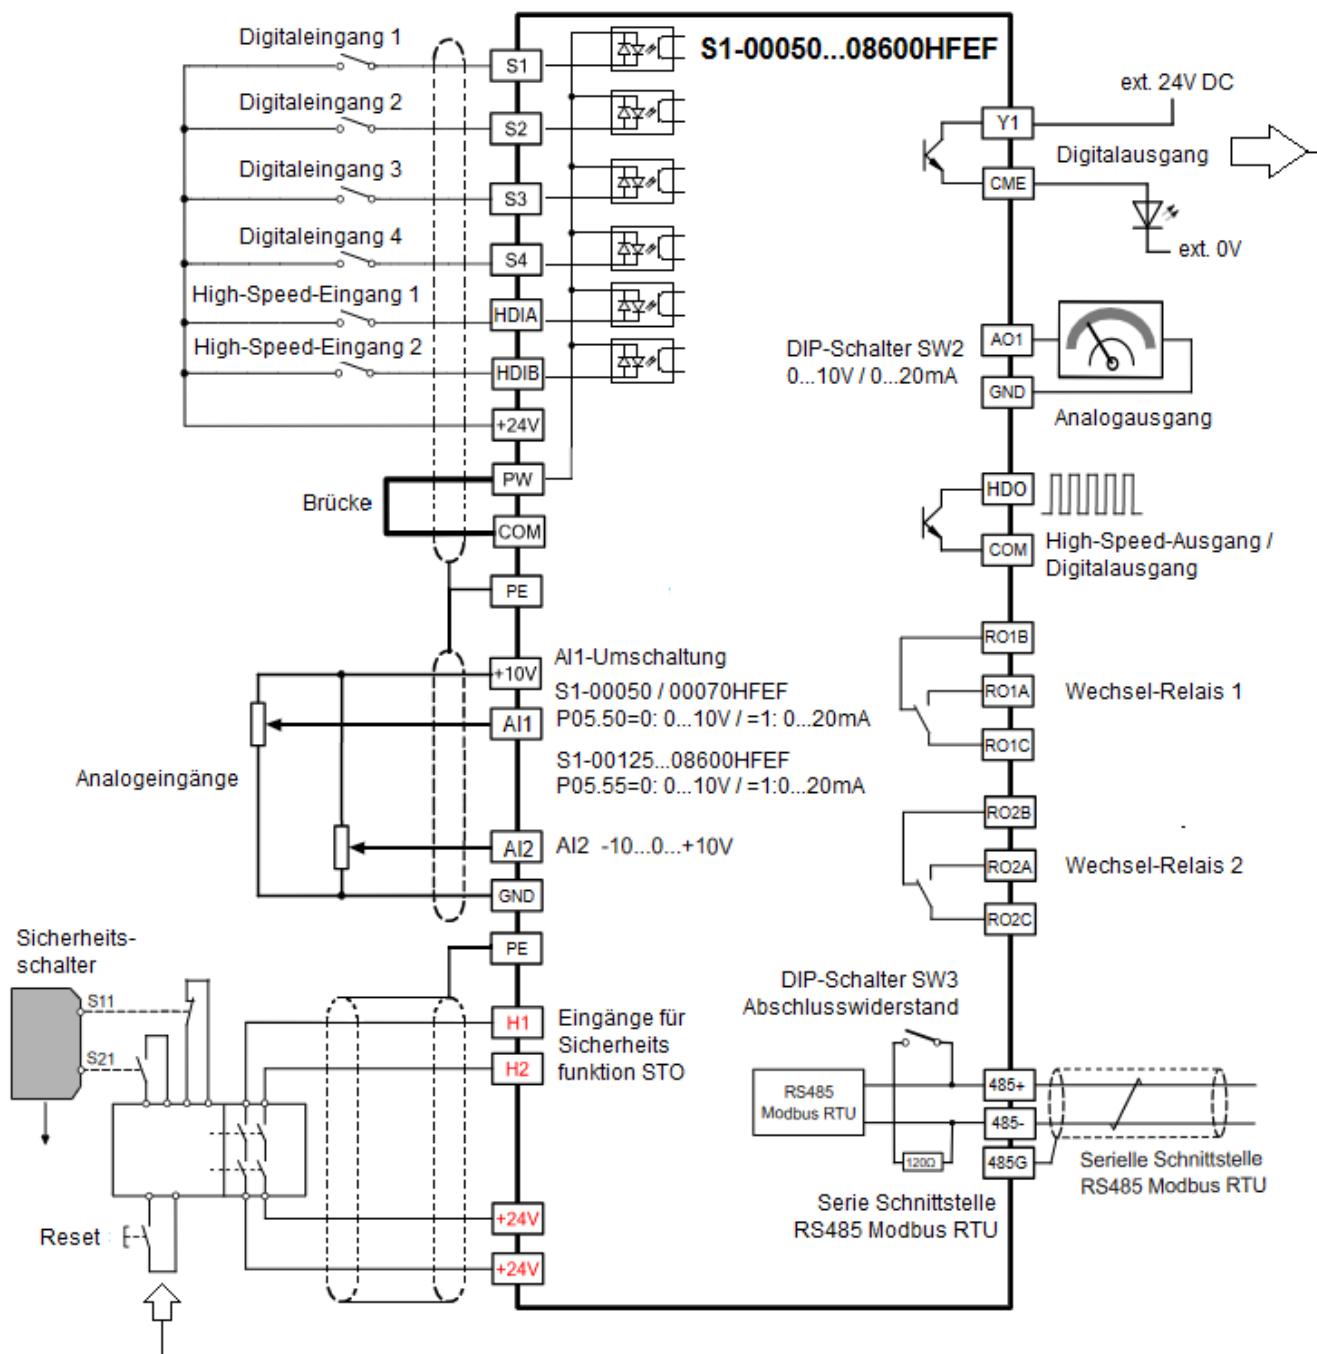 S1-00050...08600HFEF
Digitaleingang 1
S1
Digitaleingang 2
S2
Digitaleingang 3
S3
Digitaleingang 4
S4
High-Speed-Eingang 1
HDIA
High-Speed-Eingang 2
HDIB
+24V
PW
Brücke
COM
PE
+10V
AI1-Umschaltung
S1-00050 / 00070HFEF
AI1
P05.50=0: 0...10V / =1: 0...20mA
S1-00125...08600HFEF
P05.55=0: 0...10V / =1:0...20mA
Analogeingänge
AI2
AI2 -10...0...+10V
GND
PE
Sicherheits-
schalter
S11
S21
H1
H2
Eingänge für
Sicherheits
funktion STO
+24V
+24V
Reset :
ext. 24V DC
Y1
Digitalausgang
CME
ext. 0V
DIP-Schalter SW2
0...10V / 0...20mA
AO1
GND
Analogausgang
HDO
COM
High-Speed-Ausgang /
Digitalausgang
RO1B
RO1A
Wechsel-Relais 1
RO1C
RO2B
RO2A
Wechsel-Relais 2
RO2C
DIP-Schalter SW3
Abschlusswiderstand
RS485
Modbus RTU
485+
485-
485G
120Ω
Serie Schnittstelle
RS485 Modbus RTU
Serielle Schnittstelle
RS485 Modbus RTU